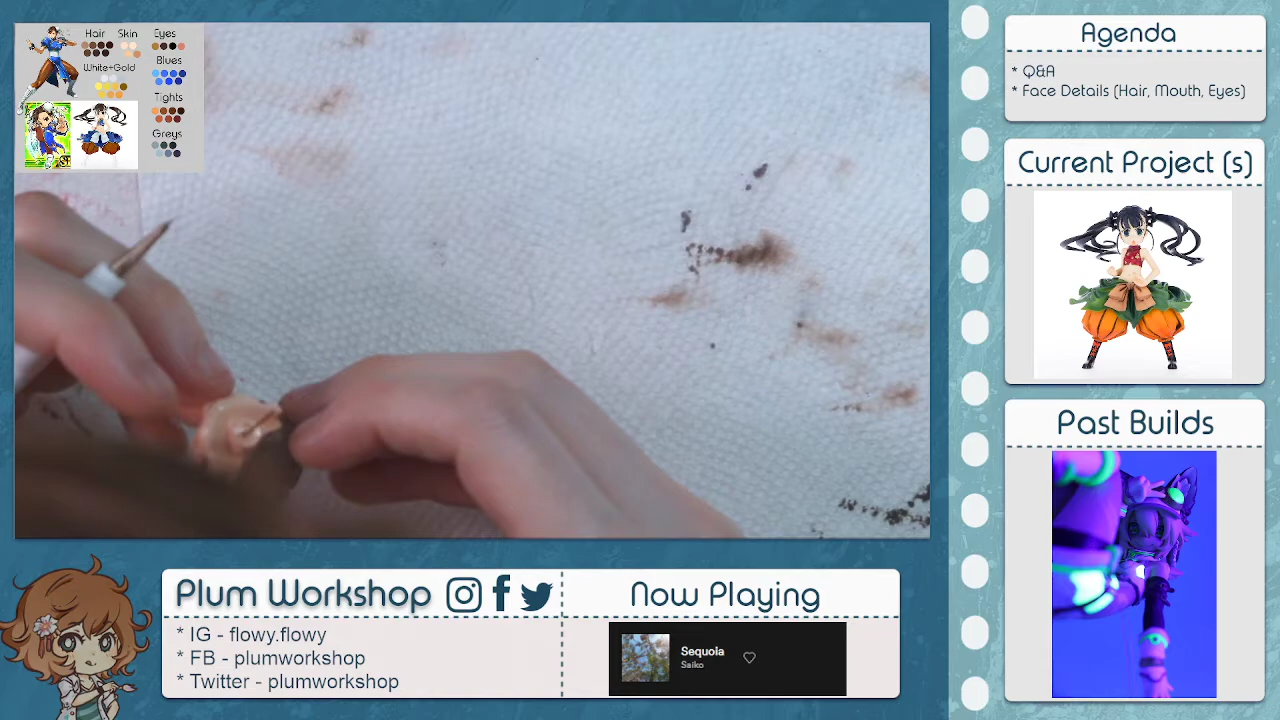 Hair Skin Eyes
White+Gold
Blues
Tights
Greys
Agenda
* Q&A
* Face Details (Hair, Mouth, Eyes)
Current Project (s)
Past Builds
Plum Workshop
* IG - flowy.flowy
* FB - plumworkshop
* Twitter - plumworkshop
Now Playing
Sequoia
Saiko